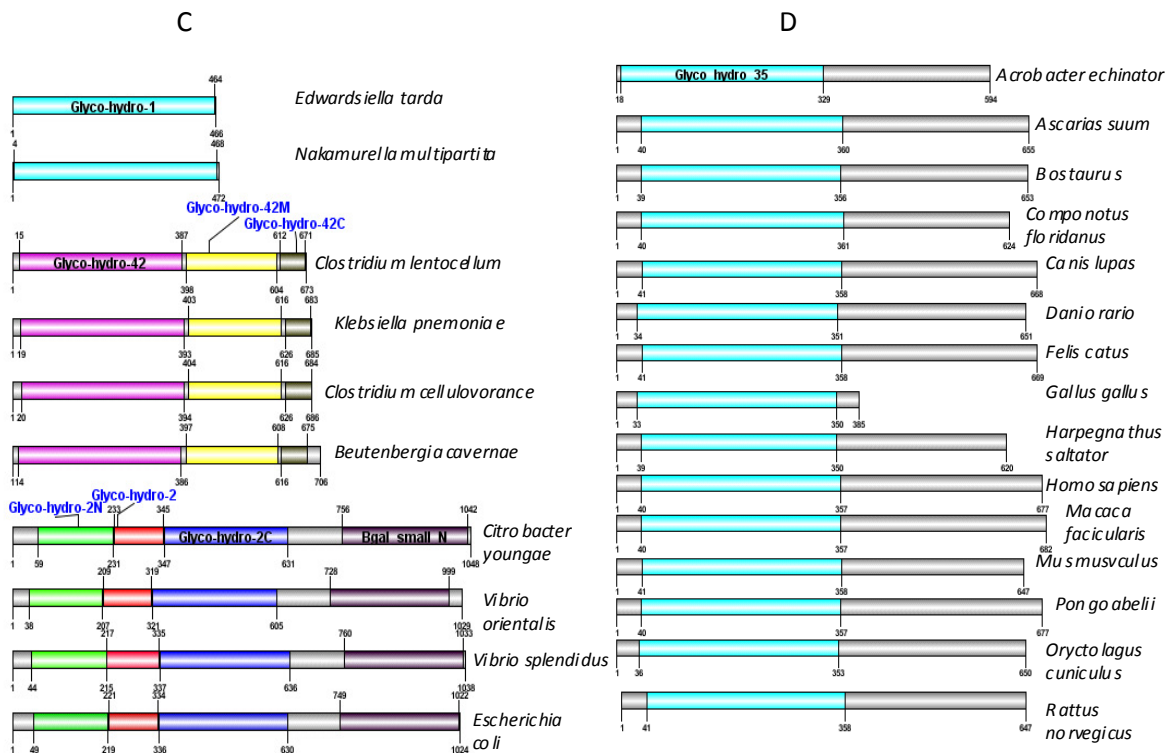 C
464
Glyco-hydro-1
Edwardsiella tarda
1 466
4 468
Nakamurella multipartita
1 472
Glyco-hydro-42M
Glyco-hydro-42C
15 387 612 671
Glyco-hydro-42
Clostridium lentocellum
1 398 604 673
403 616 683
Klebsiella pnemoniae
1 19 393 626 685
404 616 684
Clostridium cellulovorance
1 20 394 626 686
397 608 675
Beutenbergia cavernae
114 386 616 706
Glyco-hydro-2
Glyco-hydro-2N
233 345 756 1042
Glyco-hydro-2C
Bgal_small_N
Citrobacter
youngae
1 59 231 347 631 1048
209 319 728 999
Vibrio
orientalis
1 38 207 321 605 1029
217 335 760 1033
Vibrio splendidus
1 44 215 337 636 1038
221 334 749 1022
Escherichia
coli
1 49 219 336 630 1024
D
Glyco_hydro_35
Acrobacter echinator
18 329 594
Ascarias suum
1 40 360 655
Bostaurus
1 39 356 653
Componotus
floridanus
1 40 361 624
Canis lupas
1 41 358 668
Danio rario
1 34 351 651
Felis catus
1 41 358 669
Gallus gallus
1 33 350 385
Harpegnathus
saltator
1 39 350 620
Homo sapiens
1 40 357 677
Macaca
facicularis
1 40 357 682
Mus musvculus
1 41 358 647
Pongo abelii
1 40 357 677
Oryctolagus
cuniculus
1 36 353 650
Rattus
norvegicus
1 41 358 647